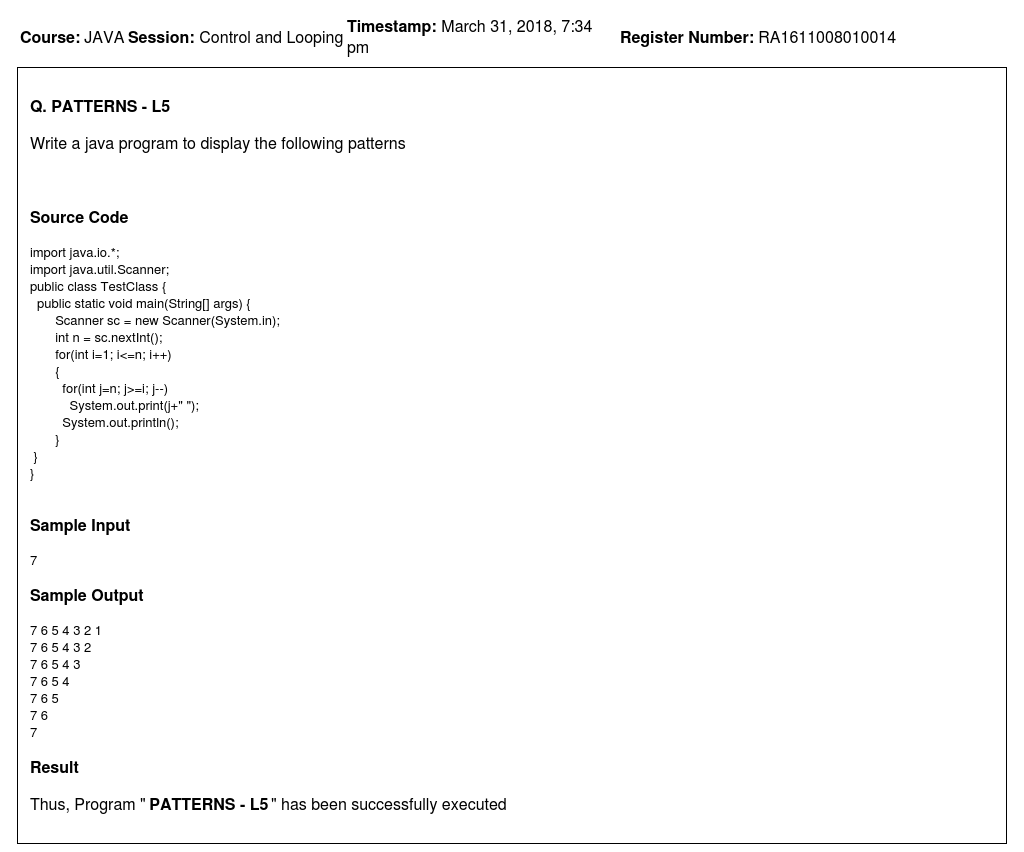 Course: JAVA Session: Control and Looping Timestamp: March 31, 2018, 7:34 pm Register Number: RA1611008010014
Q. PATTERNS - L5
Write a java program to display the following patterns
Source Code
import java.io.*;
import java.util.Scanner;
public class TestClass {
  public static void main(String[] args) {
       Scanner sc = new Scanner(System.in);
       int n = sc.nextInt();
       for(int i=1; i<=n; i++)
       {
         for(int j=n; j>=i; j--)
           System.out.print(j+" ");
         System.out.println();
       }
 }
}
Sample Input
7
Sample Output
7 6 5 4 3 2 1
7 6 5 4 3 2
7 6 5 4 3
7 6 5 4
7 6 5
7 6
7
Result
Thus, Program " PATTERNS - L5 " has been successfully executed